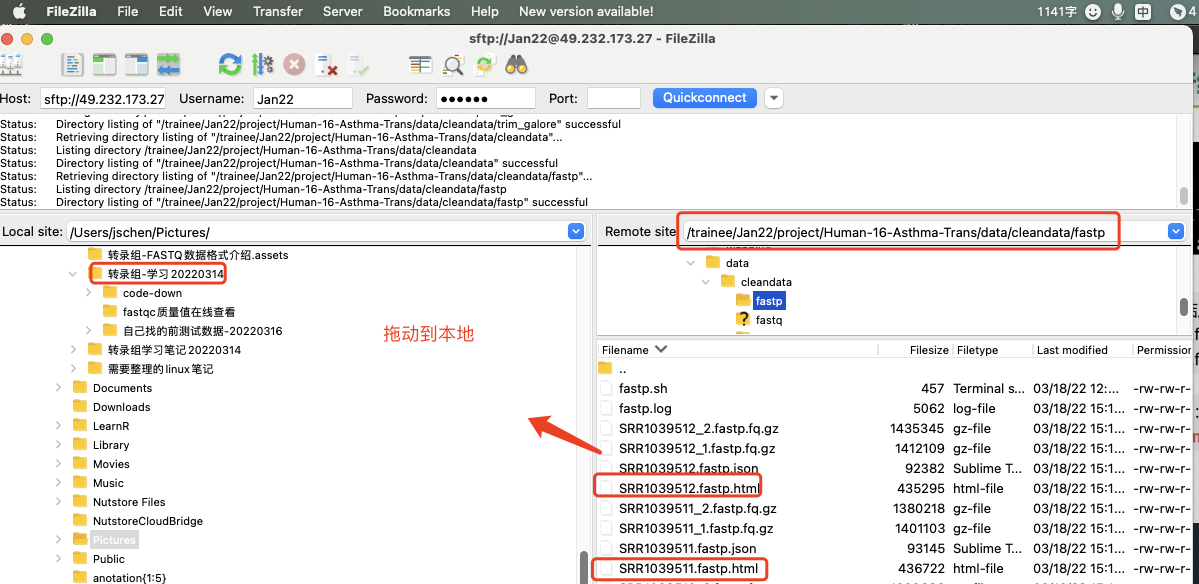 FileZilla File Edit View Transfer Server Bookmarks Help New version available! 1141字 中 4
sftp://Jan22@49.232.173.27 - FileZilla
Host: sftp://49.232.173.27 Username: Jan22 Password: ●●●●●● Port: Quickconnect
Status: Directory listing of "/trainee/Jan22/project/Human-16-Asthma-Trans/data/cleandata/trim_galore" successful
Status: Retrieving directory listing of "/trainee/Jan22/project/Human-16-Asthma-Trans/data/cleandata"...
Status: Listing directory /trainee/Jan22/project/Human-16-Asthma-Trans/data/cleandata
Status: Directory listing of "/trainee/Jan22/project/Human-16-Asthma-Trans/data/cleandata" successful
Status: Retrieving directory listing of "/trainee/Jan22/project/Human-16-Asthma-Trans/data/cleandata/fastp"...
Status: Listing directory /trainee/Jan22/project/Human-16-Asthma-Trans/data/cleandata/fastp
Status: Directory listing of "/trainee/Jan22/project/Human-16-Asthma-Trans/data/cleandata/fastp" successful
Local site: /Users/jschen/Pictures/
转录组-FASTQ数据格式介绍.assets
转录组-学习20220314
code-down
fastqc质量值在线查看
自己找的前测试数据-20220316
转录组学习笔记20220314
需要整理的linux笔记
Documents
Downloads
LearnR
Library
Movies
Music
Nutstore Files
NutstoreCloudBridge
Pictures
Public
anotation{1:5}
拖动到本地
Remote site /trainee/Jan22/project/Human-16-Asthma-Trans/data/cleandata/fastp
data
cleandata
fastp
? fastq
Filename Filesize Filetype Last modified Permission
..
fastp.sh 457 Terminal s... 03/18/22 12:... -rw-rw-r-
fastp.log 5062 log-file 03/18/22 15:1... -rw-rw-r-
SRR1039512_2.fastp.fq.gz 1435345 gz-file 03/18/22 15:1... -rw-rw-r-
SRR1039512_1.fastp.fq.gz 1412109 gz-file 03/18/22 15:1... -rw-rw-r-
SRR1039512.fastp.json 92382 Sublime T... 03/18/22 15:1... -rw-rw-r-
SRR1039512.fastp.html 435295 html-file 03/18/22 15:1... -rw-rw-r-
SRR1039511_2.fastp.fq.gz 1380218 gz-file 03/18/22 15:1... -rw-rw-r-
SRR1039511_1.fastp.fq.gz 1401103 gz-file 03/18/22 15:1... -rw-rw-r-
SRR1039511.fastp.json 93145 Sublime T... 03/18/22 15:1... -rw-rw-r-
SRR1039511.fastp.html 436722 html-file 03/18/22 15:1... -rw-rw-r-